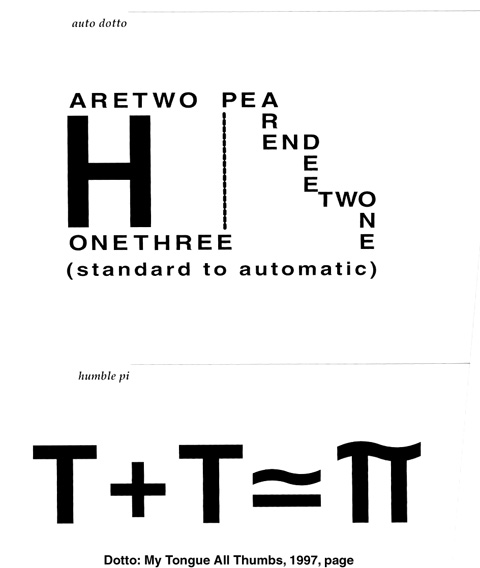 auto dotto
ARETWO PEA
R
H END
E
E
TWO
N
ONETHREE E
(standard to automatic)
humble pi
T+T≃π
Dotto: My Tongue All Thumbs, 1997, page